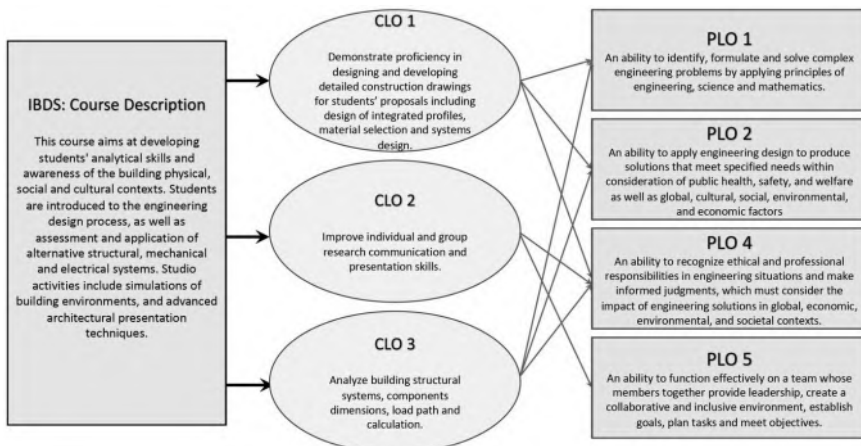 IBDS: Course Description
This course aims at developing
students' analytical skills and
awareness of the building physical,
social and cultural contexts. Students
are introduced to the engineering
design process, as well as
assessment and application of
alternative structural, mechanical
and electrical systems. Studio
activities include simulations of
building environments, and advanced
architectural presentation
techniques.
CLO 1
Demonstrate proficiency in
designing and developing
detailed construction drawings
for students' proposals including
design of integrated profiles,
material selection and systems
design.
CLO 2
Improve individual and group
research communication and
presentation skills.
CLO 3
Analyze building structural
systems, components
dimensions, load path and
calculation.
PLO 1
An ability to identify, formulate and solve complex
engineering problems by applying principles of
engineering, science and mathematics.
PLO 2
An ability to apply engineering design to produce
solutions that meet specified needs within
consideration of public health, safety, and welfare
as well as global, cultural, social, environmental,
and economic factors
PLO 4
An ability to recognize ethical and professional
responsibilities in engineering situations and make
informed judgments, which must consider the
impact of engineering solutions in global, economic,
environmental, and societal contexts.
PLO 5
An ability to function effectively on a team whose
members together provide leadership, create a
collaborative and inclusive environment, establish
goals, plan tasks and meet objectives.